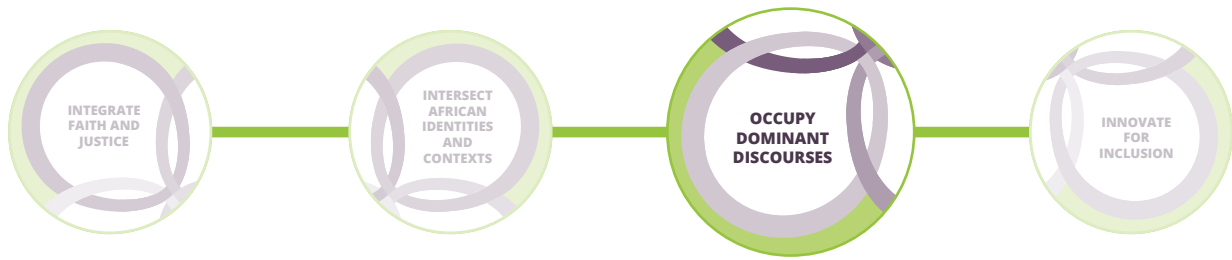 INTEGRATE
FAITH AND
JUSTICE
INTERSECT
AFRICAN
IDENTITIES
AND
CONTEXTS
OCCUPY
DOMINANT
DISCOURSES
INNOVATE
FOR
INCLUSION